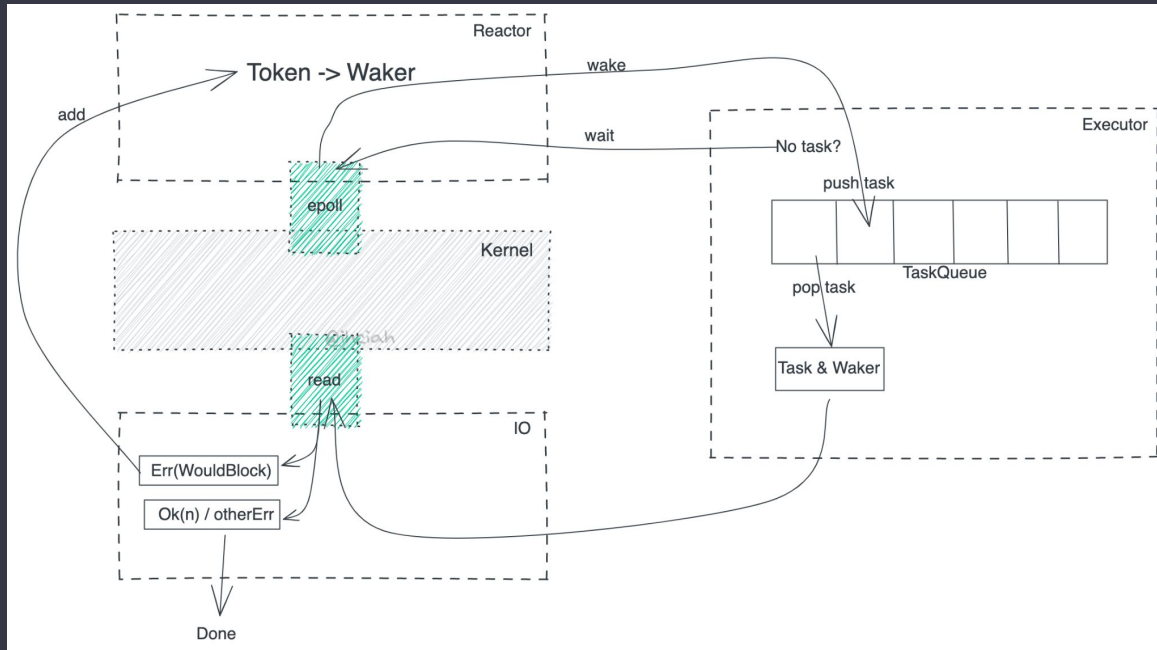 Reactor
Token -> Waker
wake
add
Executor
wait
No task?
push task
epoll
Kernel
TaskQueue
pop task
read
Task & Waker
IO
Err(WouldBlock)
Ok(n) / otherErr
Done